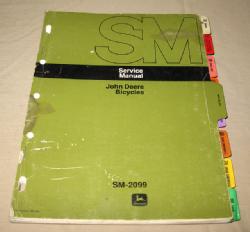 SM
Service
Manual
John Deere
Bicycles
SM-2099